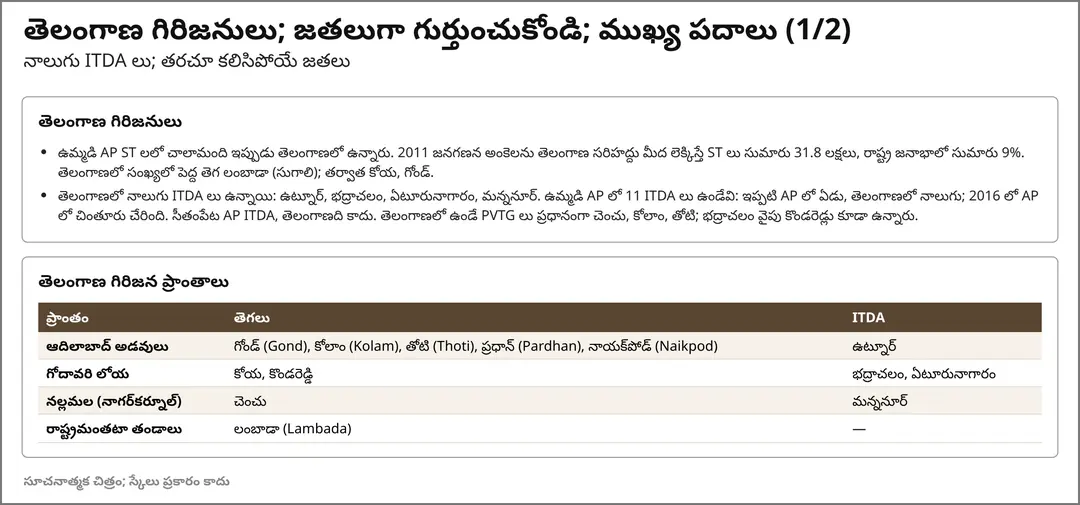 తెలంగాణ గిరిజనులు; జతలుగా గుర్తుంచుకోండి; ముఖ్య పదాలు (1/2)
నాలుగు ITDA లు; తరచూ కలిసిపోయే జతలు
తెలంగాణ గిరిజనులు
• ఉమ్మడి AP ST లలో చాలామంది ఇప్పుడు తెలంగాణలో ఉన్నారు. 2011 జనగణన అంకెలను తెలంగాణ సరిహద్దు మీద లెక్కిస్తే ST లు సుమారు 31.8 లక్షలు, రాష్ట్ర జనాభాలో సుమారు 9%.
తెలంగాణలో సంఖ్యలో పెద్ద తెగ లంబాడా (సుగాలి); తర్వాత కోయ, గోండ్.
• తెలంగాణలో నాలుగు ITDA లు ఉన్నాయి: ఉట్నూర్, భద్రాచలం, ఏటూరునాగారం, మన్ననూర్. ఉమ్మడి AP లో 11 ITDA లు ఉండేవి: ఇప్పటి AP లో ఏడు, తెలంగాణలో నాలుగు; 2016 లో AP
లో చింతూరు చేరింది. సీతంపేట AP ITDA, తెలంగాణది కాదు. తెలంగాణలో ఉండే PVTG లు ప్రధానంగా చెంచు, కోలాం, తోటి; భద్రాచలం వైపు కొండరెడ్లు కూడా ఉన్నారు.
తెలంగాణ గిరిజన ప్రాంతాలు
ప్రాంతం తెగలు ITDA
ఆదిలాబాద్ అడవులు గోండ్ (Gond), కోలాం (Kolam), తోటి (Thoti), ప్రధాన్ (Pardhan), నాయక్‌పోడ్ (Naikpod) ఉట్నూర్
గోదావరి లోయ కోయ, కొండరెడ్డి భద్రాచలం, ఏటూరునాగారం
నల్లమల (నాగర్‌కర్నూల్) చెంచు మన్ననూర్
రాష్ట్రమంతటా తండాలు లంబాడా (Lambada) —
సూచనాత్మక చిత్రం; స్కేలు ప్రకారం కాదు